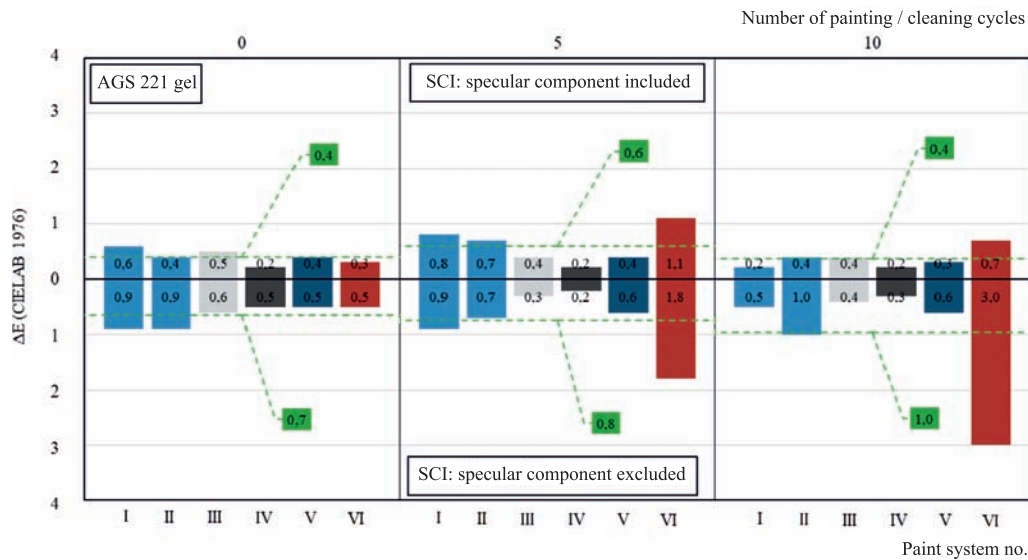 Number of painting / cleaning cycles
0 5 10
4
3
2
1
0
1
2
3
4
ΔE (CIELAB 1976)
AGS 221 gel
SCI: specular component included
0,4 0,6 0,4
0,6 0,4 0,5 0,2 0,4 0,3
0,9 0,9 0,6 0,5 0,5 0,5
0,8 0,7 0,4 0,2 0,4 1,1
0,9 0,7 0,3 0,2 0,6 1,8
0,2 0,4 0,4 0,2 0,3 0,7
0,5 1,0 0,4 0,3 0,6 3,0
0,7 0,8 1,0
SCI: specular component excluded
I II III IV V VI I II III IV V VI I II III IV V VI
Paint system no.